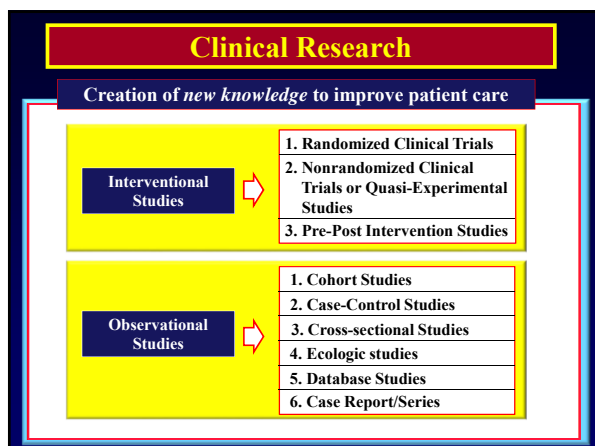 Clinical Research
Creation of new knowledge to improve patient care
Interventional
Studies
1. Randomized Clinical Trials
2. Nonrandomized Clinical
Trials or Quasi-Experimental
Studies
3. Pre-Post Intervention Studies
Observational
Studies
1. Cohort Studies
2. Case-Control Studies
3. Cross-sectional Studies
4. Ecologic studies
5. Database Studies
6. Case Report/Series